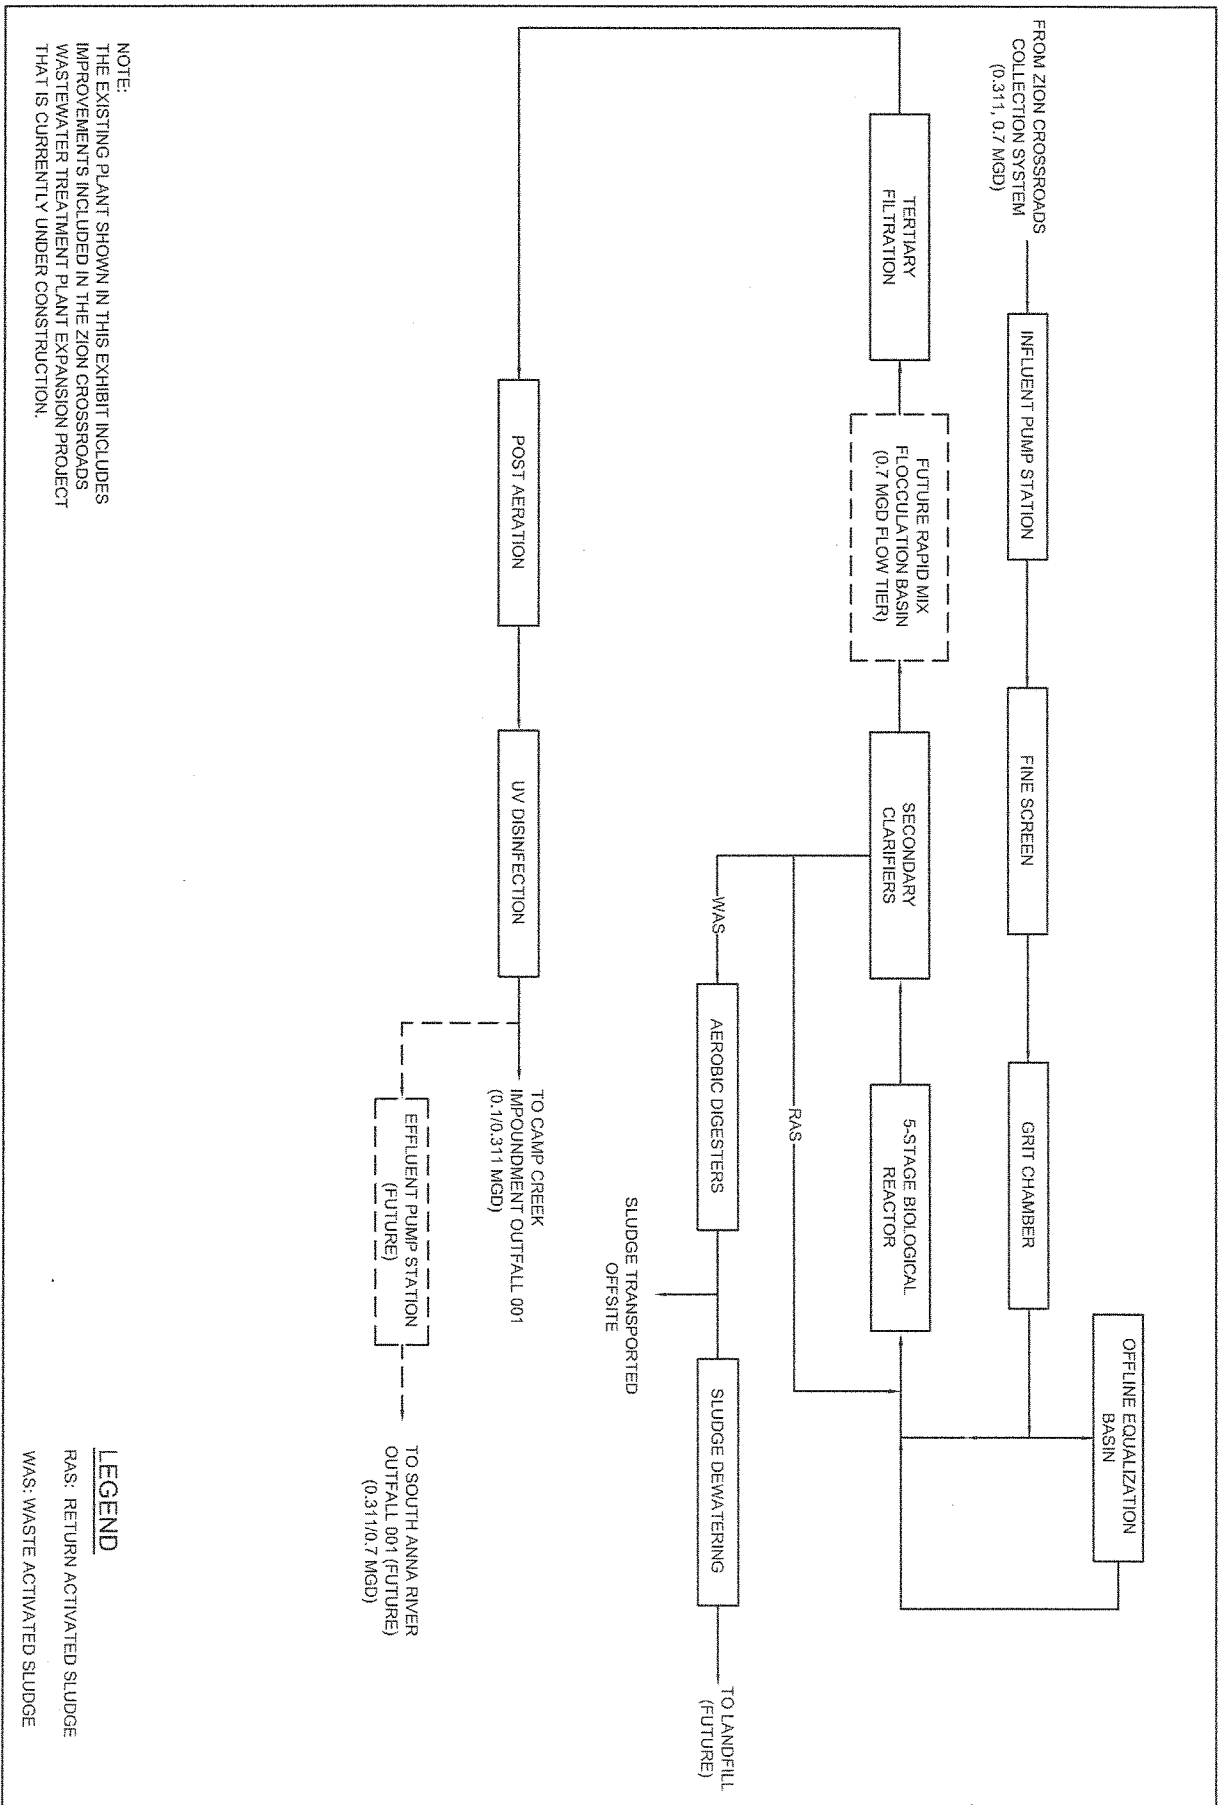 FROM ZION CROSSROADS
COLLECTION SYSTEM
(0.311, 0.7 MGD)
INFLUENT PUMP STATION
FINE SCREEN
GRIT CHAMBER
OFFLINE EQUALIZATION
BASIN
TERTIARY
FILTRATION
FUTURE RAPID MIX
FLOCCULATION BASIN
(0.7 MGD FLOW TIER)
SECONDARY
CLARIFIERS
5-STAGE BIOLOGICAL
REACTOR
RAS
WAS
AEROBIC DIGESTERS
SLUDGE DEWATERING
TO LANDFILL
(FUTURE)
SLUDGE TRANSPORTED
OFFSITE
POST AERATION
UV DISINFECTION
TO CAMP CREEK
IMPOUNDMENT OUTFALL 001
(0.1/0.311 MGD)
EFFLUENT PUMP STATION
(FUTURE)
TO SOUTH ANNA RIVER
OUTFALL 001 (FUTURE)
(0.311/0.7 MGD)
NOTE:
THE EXISTING PLANT SHOWN IN THIS EXHIBIT INCLUDES
IMPROVEMENTS INCLUDED IN THE ZION CROSSROADS
WASTEWATER TREATMENT PLANT EXPANSION PROJECT
THAT IS CURRENTLY UNDER CONSTRUCTION.
LEGEND
RAS: RETURN ACTIVATED SLUDGE
WAS: WASTE ACTIVATED SLUDGE